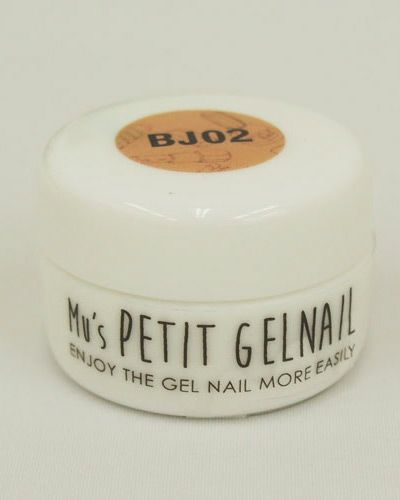 BJ02
Mu's PETIT GELNAIL
ENJOY THE GEL NAIL MORE EASILY